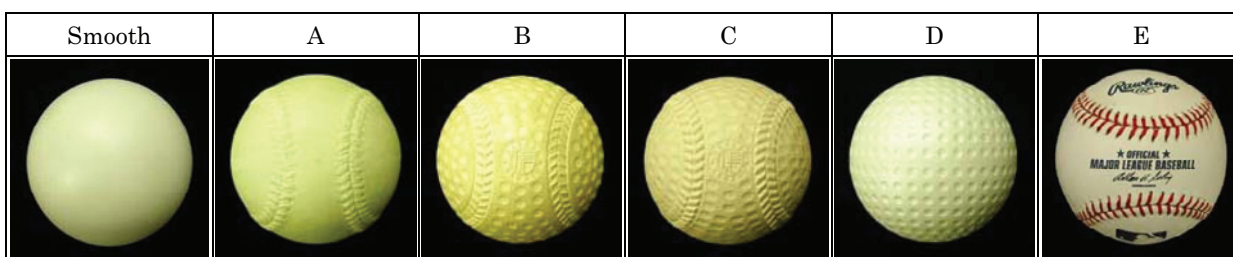 Smooth A B C D E
Rawlings
★ OFFICIAL ★
MAJOR LEAGUE BASEBALL